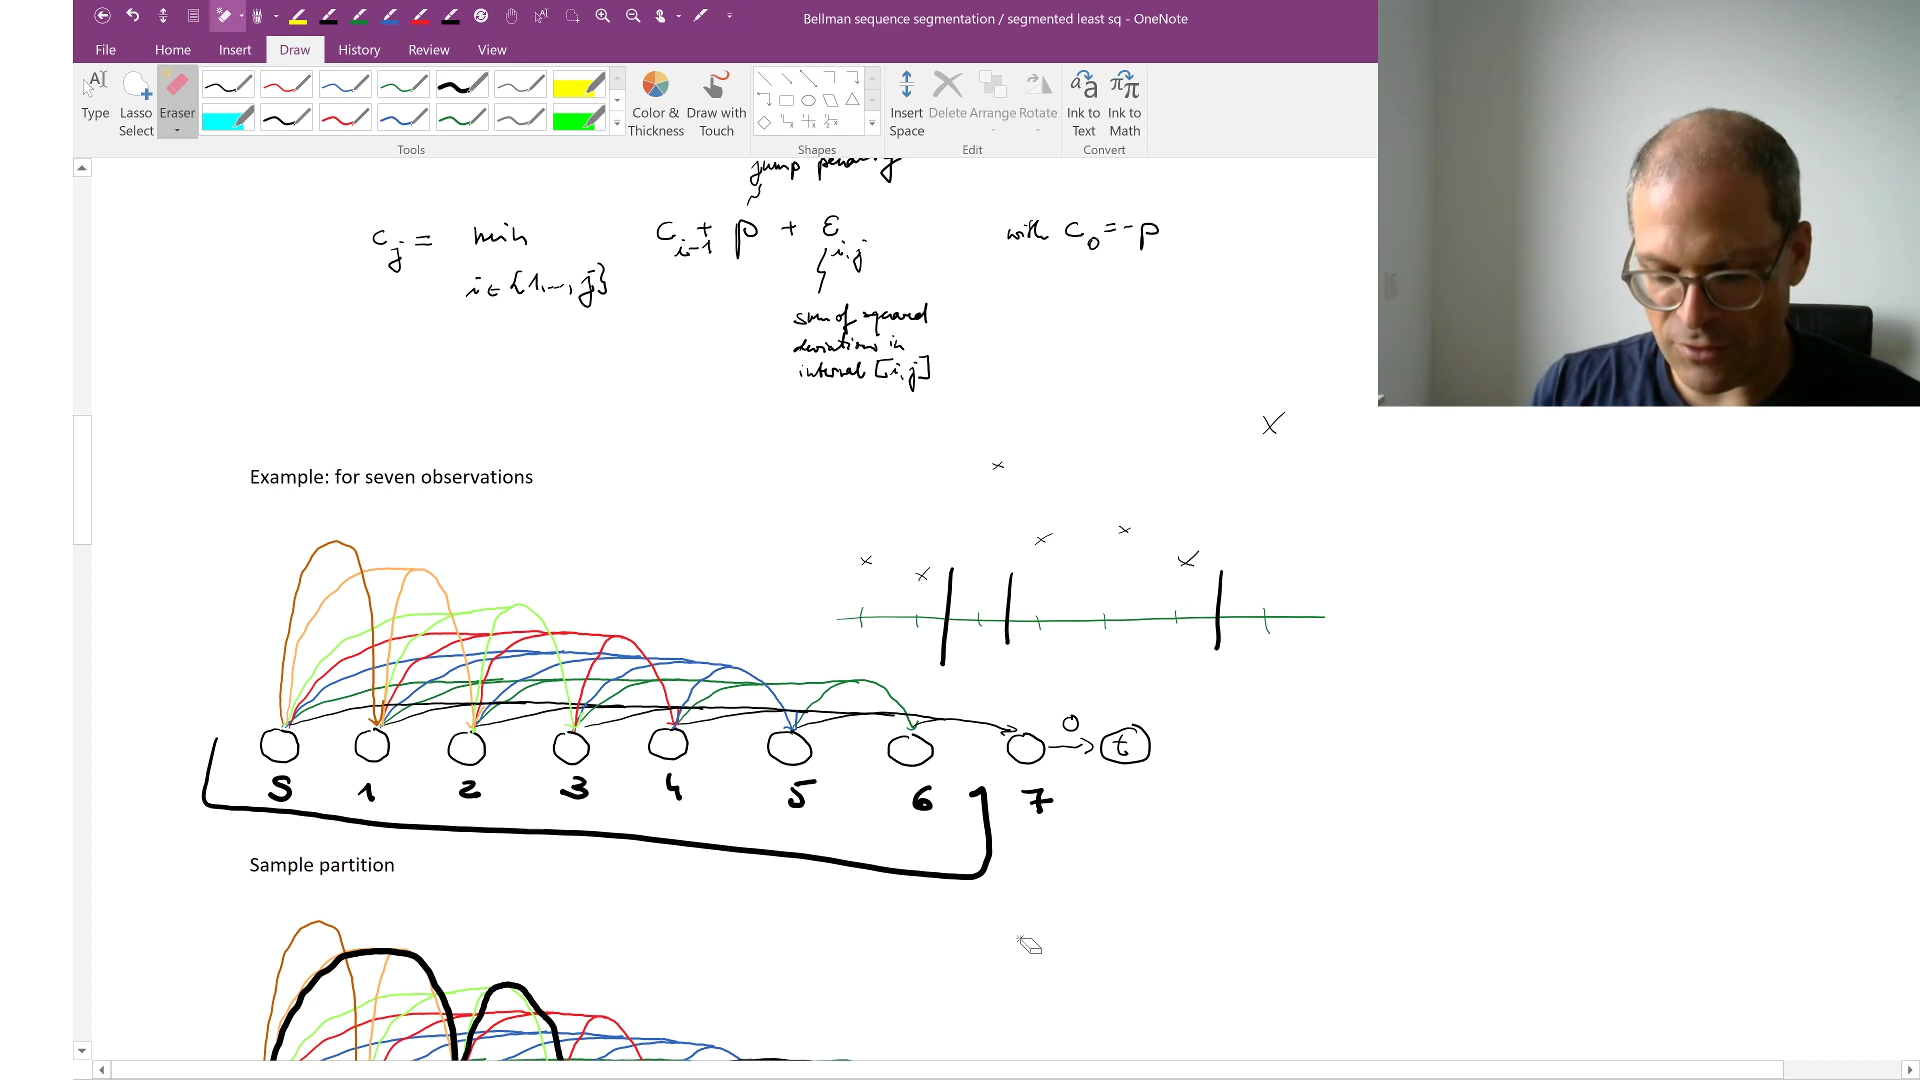 Bellman sequence segmentation / segmented least sq - OneNote
File Home Insert Draw History Review View
Type Lasso Select Eraser Color & Thickness Draw with Touch Insert Space Delete Arrange Rotate Ink to Text Ink to Math
Tools Shapes Edit Convert
jump penalty
c_j = min c_{i-1} + p + ε_{i,j} with c_0 = -p
i ∈ {1,...,j}
sum of squared
deviations in
interval [i,j]
Example: for seven observations
0
t
S 1 2 3 4 5 6 7
Sample partition